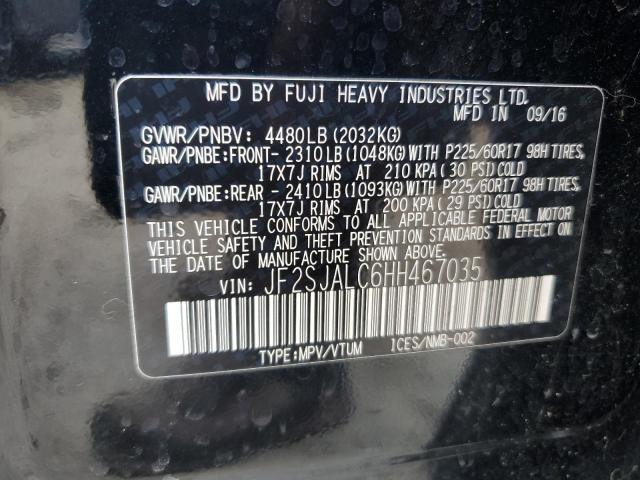 MFD BY FUJI HEAVY INDUSTRIES LTD.
MFD IN 09/16
GVWR/PNBV: 4480LB (2032KG)
GAWR/PNBE:FRONT- 2310LB(1048KG)WITH P225/60R17 98H TIRES,
17X7J RIMS AT 210 KPA ( 30 PSI)COLD
GAWR/PNBE:REAR - 2410LB(1093KG)WITH P225/60R17 98H TIRES,
17X7J RIMS AT 200 KPA ( 29 PSI)COLD
THIS VEHICLE CONFORMS TO ALL APPLICABLE FEDERAL MOTOR
VEHICLE SAFETY AND THEFT PREVENTION STANDARDS IN EFFECT ON
THE DATE OF MANUFACTURE SHOWN ABOVE.
VIN: JF2SJALC6HH467035
TYPE:MPV/VTUM ICES/NMB-002